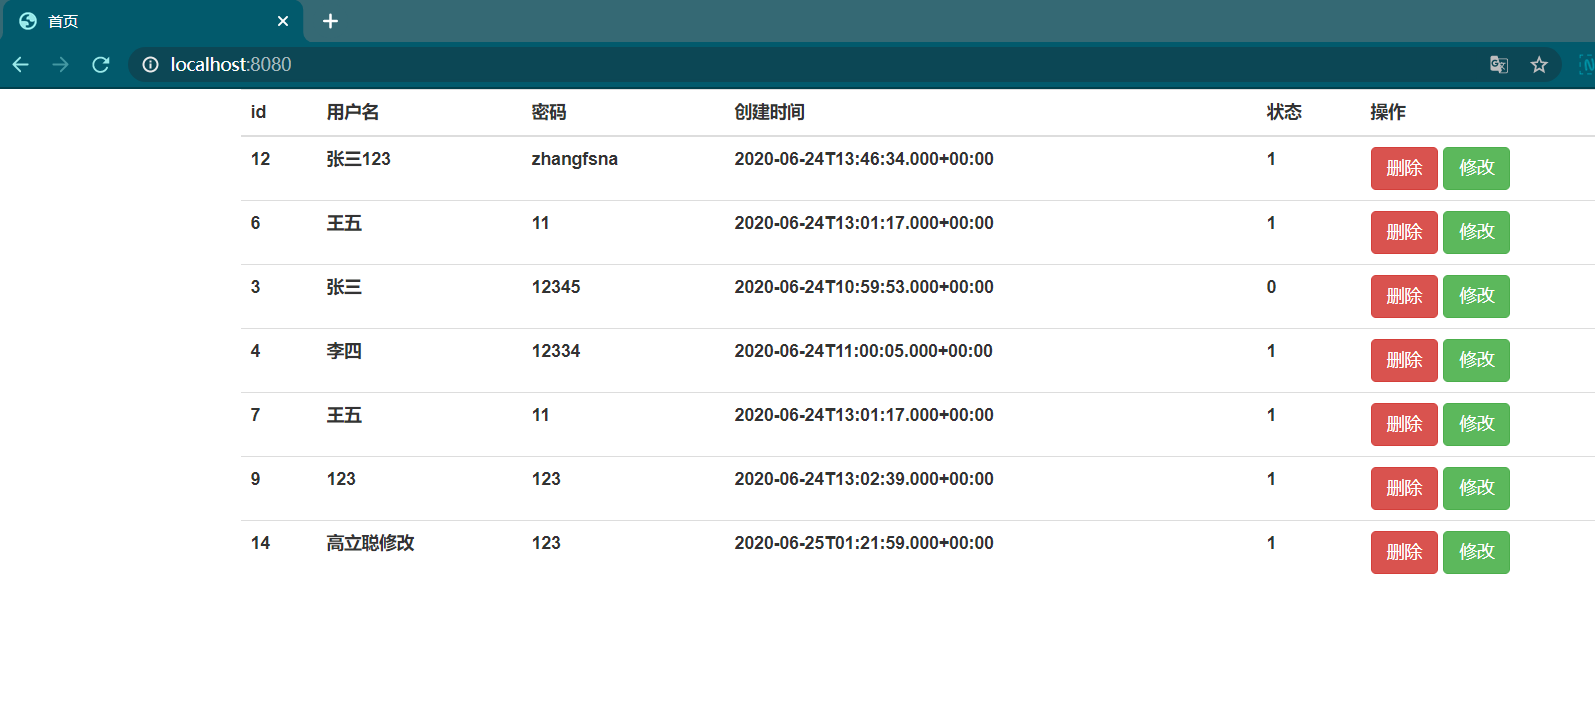 首页
localhost:8080
id 用户名 密码 创建时间 状态 操作
12 张三123 zhangfsna 2020-06-24T13:46:34.000+00:00 1 删除 修改
6 王五 11 2020-06-24T13:01:17.000+00:00 1 删除 修改
3 张三 12345 2020-06-24T10:59:53.000+00:00 0 删除 修改
4 李四 12334 2020-06-24T11:00:05.000+00:00 1 删除 修改
7 王五 11 2020-06-24T13:01:17.000+00:00 1 删除 修改
9 123 123 2020-06-24T13:02:39.000+00:00 1 删除 修改
14 高立聪修改 123 2020-06-25T01:21:59.000+00:00 1 删除 修改